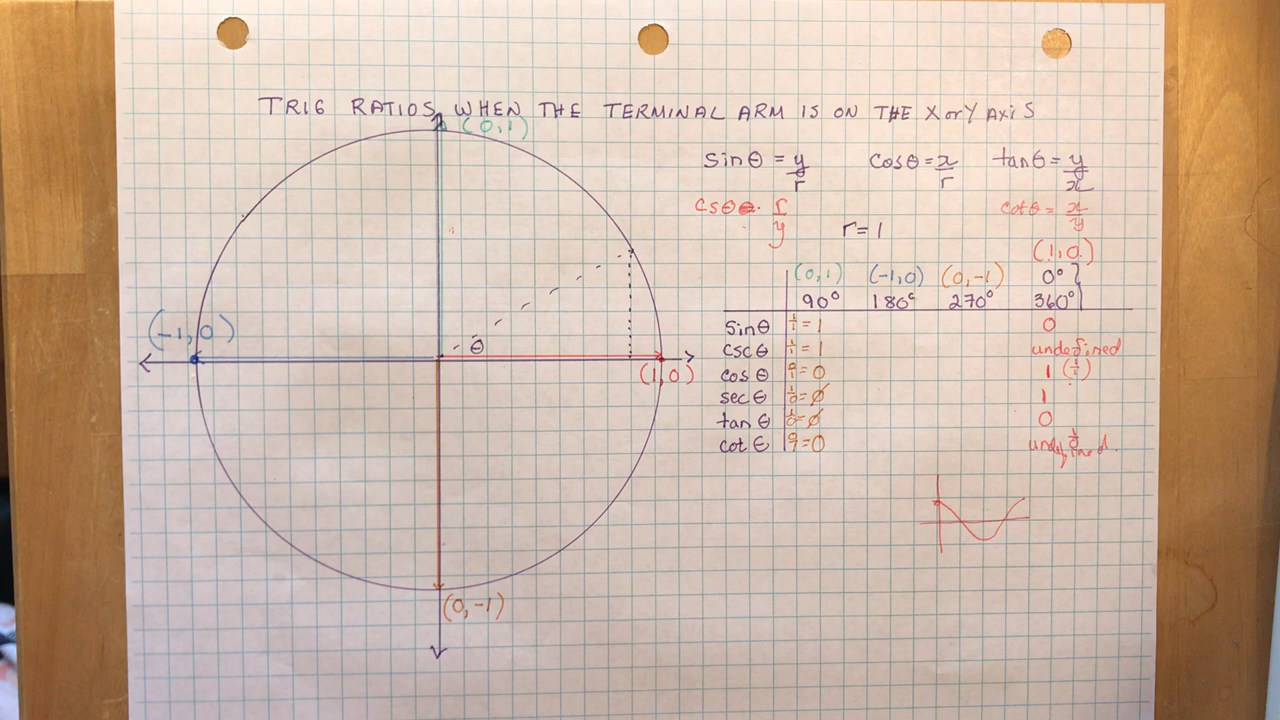 TRIG RATIOS WHEN THE TERMINAL ARM IS ON THE X or Y AXIS
(0,1)
sinθ = y/r cosθ = x/r tanθ = y/x
csθ r/y cotθ = x/y
r = 1
(1,0)
(0,1) (-1,0) (0,-1) 0°
90° 180° 270° 360°
sinθ 1/1 = 1 0
cscθ 1/1 = 1 undefined
cosθ 0/1 = 0 1 (1/1)
secθ 1/0 = ∅ 1
tanθ 1/0 = ∅ 0
cotθ 0/1 = 0 undefined
(-1,0)
θ
(1,0)
(0,-1)